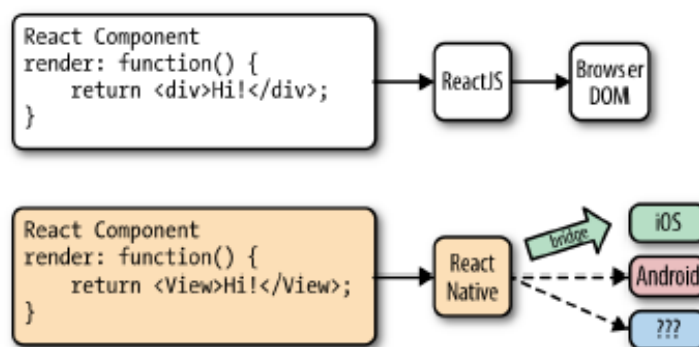 React Component
render: function() {
    return <div>Hi!</div>;
}
ReactJS
Browser
DOM
React Component
render: function() {
    return <View>Hi!</View>;
}
React
Native
bridge
iOS
Android
???